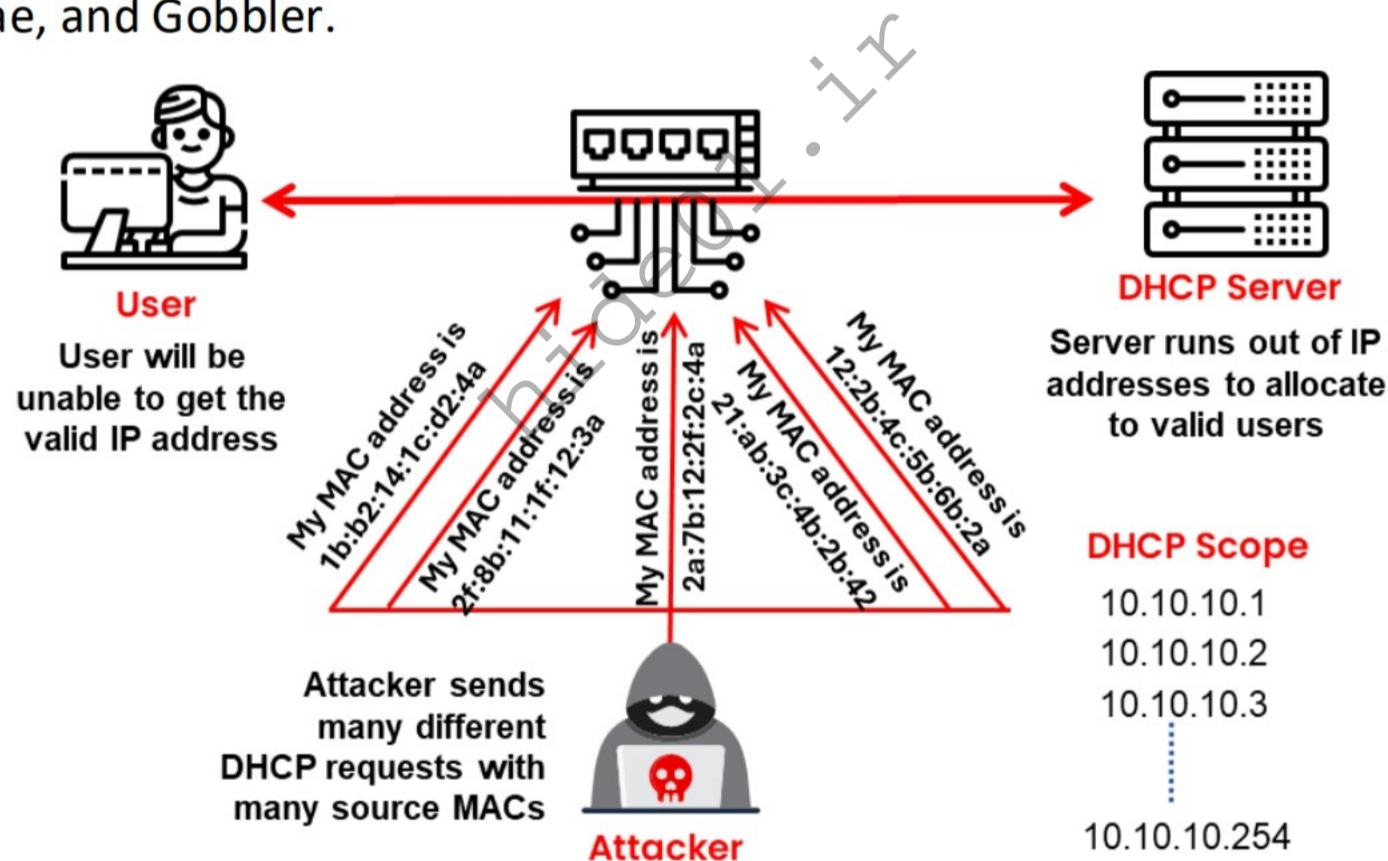 ae, and Gobbler.
hide01.ir
User
User will be
unable to get the
valid IP address
DHCP Server
Server runs out of IP
addresses to allocate
to valid users
My MAC address is
1b:b2:14:1c:d2:4a
My MAC address is
2f:8b:11:1f:12:3a
My MAC address is
2a:7b:12:2f:2c:4a
My MAC address is
21:ab:3c:4b:2b:42
My MAC address is
12:2b:4c:5b:6b:2a
DHCP Scope
10.10.10.1
10.10.10.2
10.10.10.3
10.10.10.254
Attacker sends
many different
DHCP requests with
many source MACs
Attacker